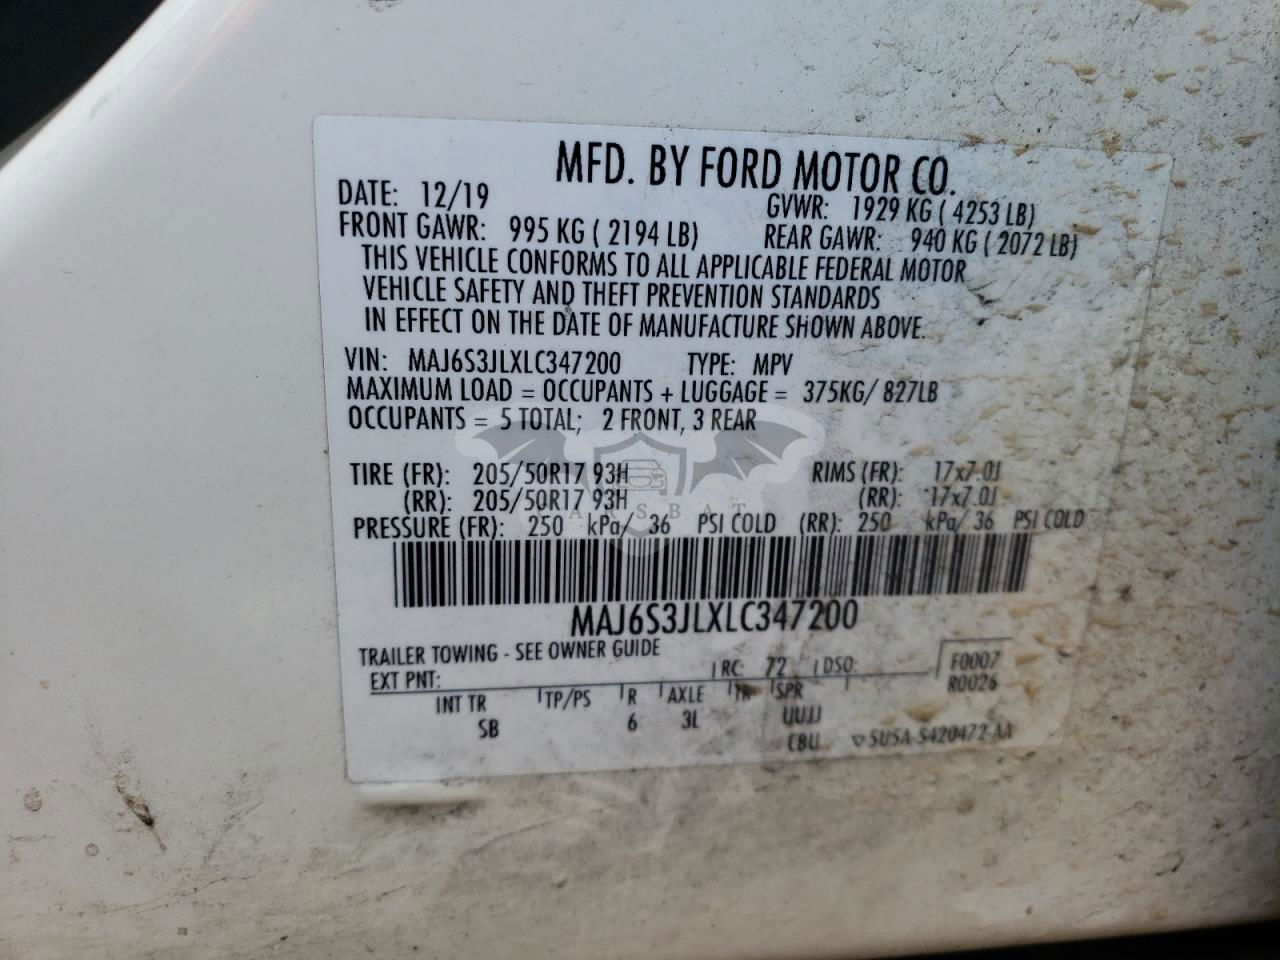 MFD. BY FORD MOTOR CO.
DATE: 12/19 GVWR: 1929 KG ( 4253 LB)
FRONT GAWR: 995 KG ( 2194 LB) REAR GAWR: 940 KG ( 2072 LB)
THIS VEHICLE CONFORMS TO ALL APPLICABLE FEDERAL MOTOR
VEHICLE SAFETY AND THEFT PREVENTION STANDARDS
IN EFFECT ON THE DATE OF MANUFACTURE SHOWN ABOVE.
VIN: MAJ6S3JLXLC347200 TYPE: MPV
MAXIMUM LOAD = OCCUPANTS + LUGGAGE = 375KG/ 827LB
OCCUPANTS = 5 TOTAL; 2 FRONT, 3 REAR
TIRE (FR): 205/50R17 93H RIMS (FR): 17x7.0J
(RR): 205/50R17 93H (RR): 17x7.0J
PRESSURE (FR): 250 kPa/ 36 PSI COLD (RR): 250 kPa/ 36 PSI COLD
MAJ6S3JLXLC347200
TRAILER TOWING - SEE OWNER GUIDE
EXT PNT: RC: 72 DSO: F0007
R0026
INT TR TP/PS R AXLE TR SPR
SB 6 3L UUJJ
CBU SU5A-S420472-AA